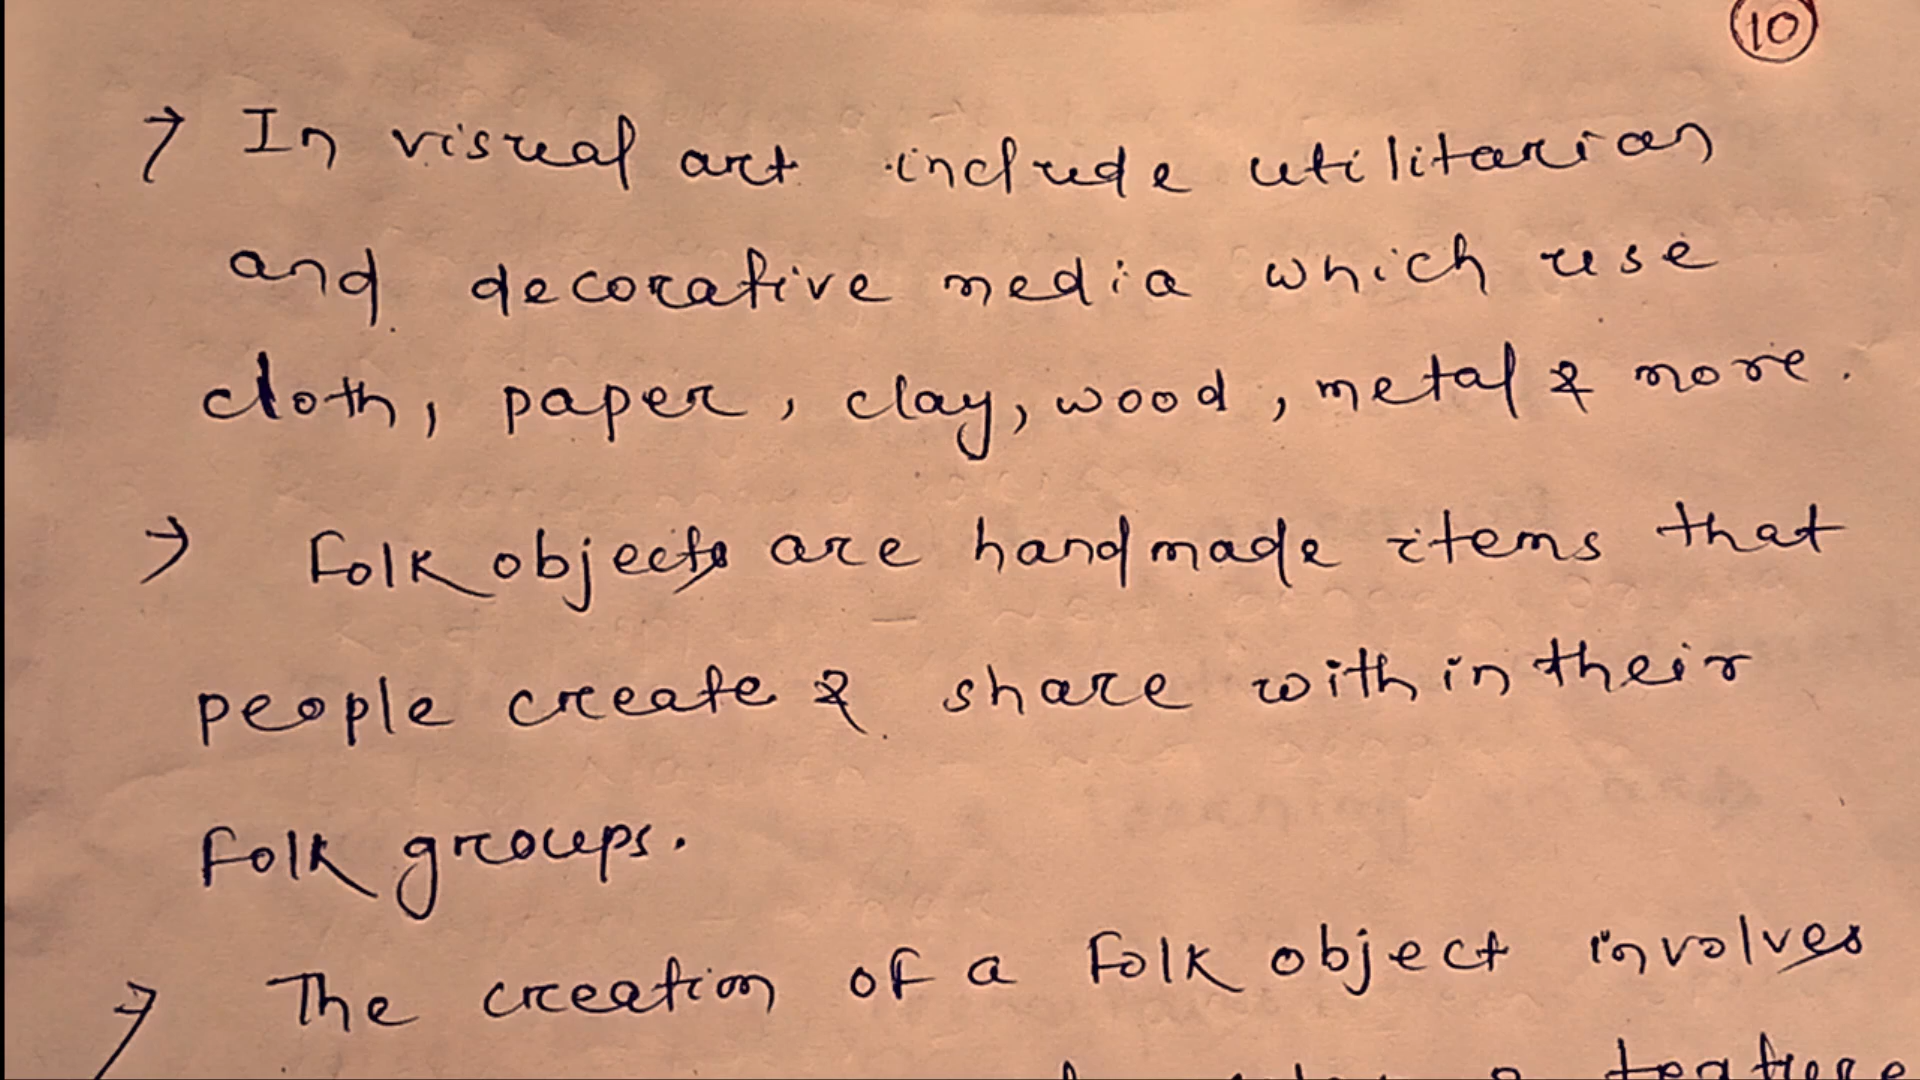 10
→ In visual art include utilitarian
and decorative media which use
cloth, paper, clay, wood, metal & more.
→ Folk objects are handmade items that
people create & share within their
folk groups.
→ The creation of a folk object involves